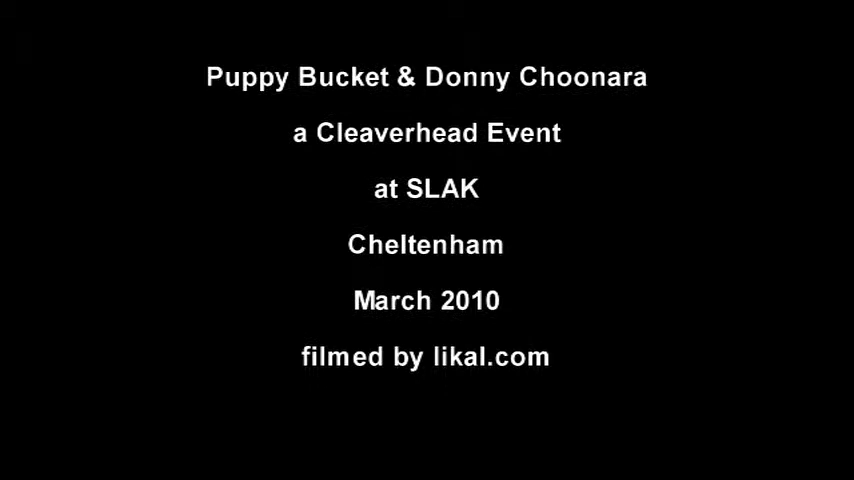 Puppy Bucket & Donny Choonara
a Cleaverhead Event
at SLAK
Cheltenham
March 2010
filmed by likal.com